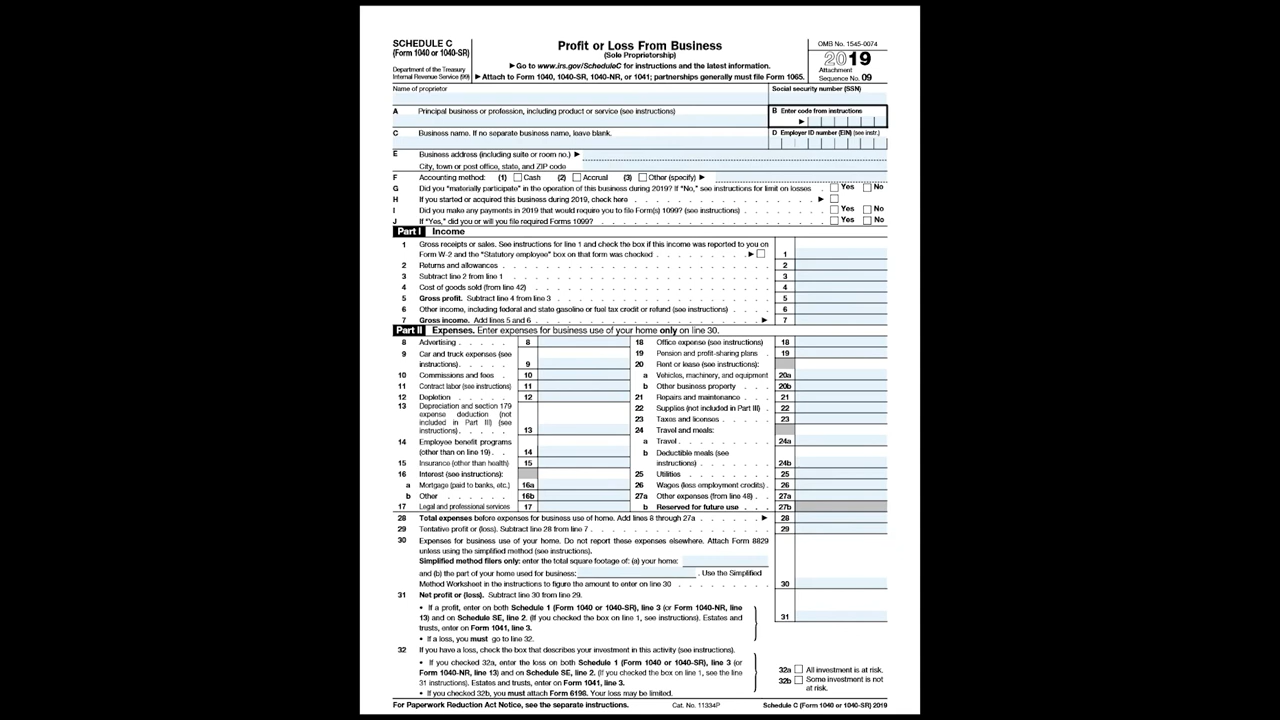 SCHEDULE C
(Form 1040 or 1040-SR)
Department of the Treasury
Internal Revenue Service (99)
Profit or Loss From Business
(Sole Proprietorship)
▶ Go to www.irs.gov/ScheduleC for instructions and the latest information.
▶ Attach to Form 1040, 1040-SR, 1040-NR, or 1041; partnerships generally must file Form 1065.
OMB No. 1545-0074
2019
Attachment
Sequence No. 09
Name of proprietor
Social security number (SSN)
A Principal business or profession, including product or service (see instructions)
B Enter code from instructions
▶
C Business name. If no separate business name, leave blank.
D Employer ID number (EIN) (see instr.)
E Business address (including suite or room no.) ▶
City, town or post office, state, and ZIP code
F Accounting method: (1) Cash (2) Accrual (3) Other (specify) ▶
G Did you "materially participate" in the operation of this business during 2019? If "No," see instructions for limit on losses . Yes No
H If you started or acquired this business during 2019, check here . . . . . . . . . . . . . . . . . ▶
I Did you make any payments in 2019 that would require you to file Form(s) 1099? (see instructions) . . . . . . . . Yes No
J If "Yes," did you or will you file required Forms 1099? . . . . . . . . . . . . . . . . . . . . Yes No
Part I Income
1 Gross receipts or sales. See instructions for line 1 and check the box if this income was reported to you on
Form W-2 and the "Statutory employee" box on that form was checked . . . . . . . . . ▶ 1
2 Returns and allowances . . . . . . . . . . . . . . . . . . . . . . . . . 2
3 Subtract line 2 from line 1 . . . . . . . . . . . . . . . . . . . . . . . . 3
4 Cost of goods sold (from line 42) . . . . . . . . . . . . . . . . . . . . . . 4
5 Gross profit. Subtract line 4 from line 3 . . . . . . . . . . . . . . . . . . . . 5
6 Other income, including federal and state gasoline or fuel tax credit or refund (see instructions) . . . . 6
7 Gross income. Add lines 5 and 6 . . . . . . . . . . . . . . . . . . . . . ▶ 7
Part II Expenses. Enter expenses for business use of your home only on line 30.
8 Advertising . . . . . 8
9 Car and truck expenses (see
instructions) . . . . . 9
10 Commissions and fees . 10
11 Contract labor (see instructions) 11
12 Depletion . . . . . 12
13 Depreciation and section 179
expense deduction (not
included in Part III) (see
instructions) . . . . . 13
14 Employee benefit programs
(other than on line 19) . . 14
15 Insurance (other than health) 15
16 Interest (see instructions):
a Mortgage (paid to banks, etc.) 16a
b Other . . . . . . 16b
17 Legal and professional services 17
18 Office expense (see instructions) 18
19 Pension and profit-sharing plans . 19
20 Rent or lease (see instructions):
a Vehicles, machinery, and equipment 20a
b Other business property . . . 20b
21 Repairs and maintenance . . . 21
22 Supplies (not included in Part III) . 22
23 Taxes and licenses . . . . . 23
24 Travel and meals:
a Travel . . . . . . . . . 24a
b Deductible meals (see
instructions) . . . . . . . 24b
25 Utilities . . . . . . . . 25
26 Wages (less employment credits) . 26
27a Other expenses (from line 48) . . 27a
b Reserved for future use . . . 27b
28 Total expenses before expenses for business use of home. Add lines 8 through 27a . . . . . . ▶ 28
29 Tentative profit or (loss). Subtract line 28 from line 7 . . . . . . . . . . . . . . . . . 29
30 Expenses for business use of your home. Do not report these expenses elsewhere. Attach Form 8829
unless using the simplified method (see instructions).
Simplified method filers only: enter the total square footage of: (a) your home:
and (b) the part of your home used for business: . Use the Simplified
Method Worksheet in the instructions to figure the amount to enter on line 30 . . . . . . . . . 30
31 Net profit or (loss). Subtract line 30 from line 29.
• If a profit, enter on both Schedule 1 (Form 1040 or 1040-SR), line 3 (or Form 1040-NR, line
13) and on Schedule SE, line 2. (If you checked the box on line 1, see instructions). Estates and
trusts, enter on Form 1041, line 3.
• If a loss, you must go to line 32.
31
32 If you have a loss, check the box that describes your investment in this activity (see instructions).
• If you checked 32a, enter the loss on both Schedule 1 (Form 1040 or 1040-SR), line 3 (or
Form 1040-NR, line 13) and on Schedule SE, line 2. (If you checked the box on line 1, see the line
31 instructions). Estates and trusts, enter on Form 1041, line 3.
• If you checked 32b, you must attach Form 6198. Your loss may be limited.
32a All investment is at risk.
32b Some investment is not
at risk.
For Paperwork Reduction Act Notice, see the separate instructions.
Cat. No. 11334P
Schedule C (Form 1040 or 1040-SR) 2019